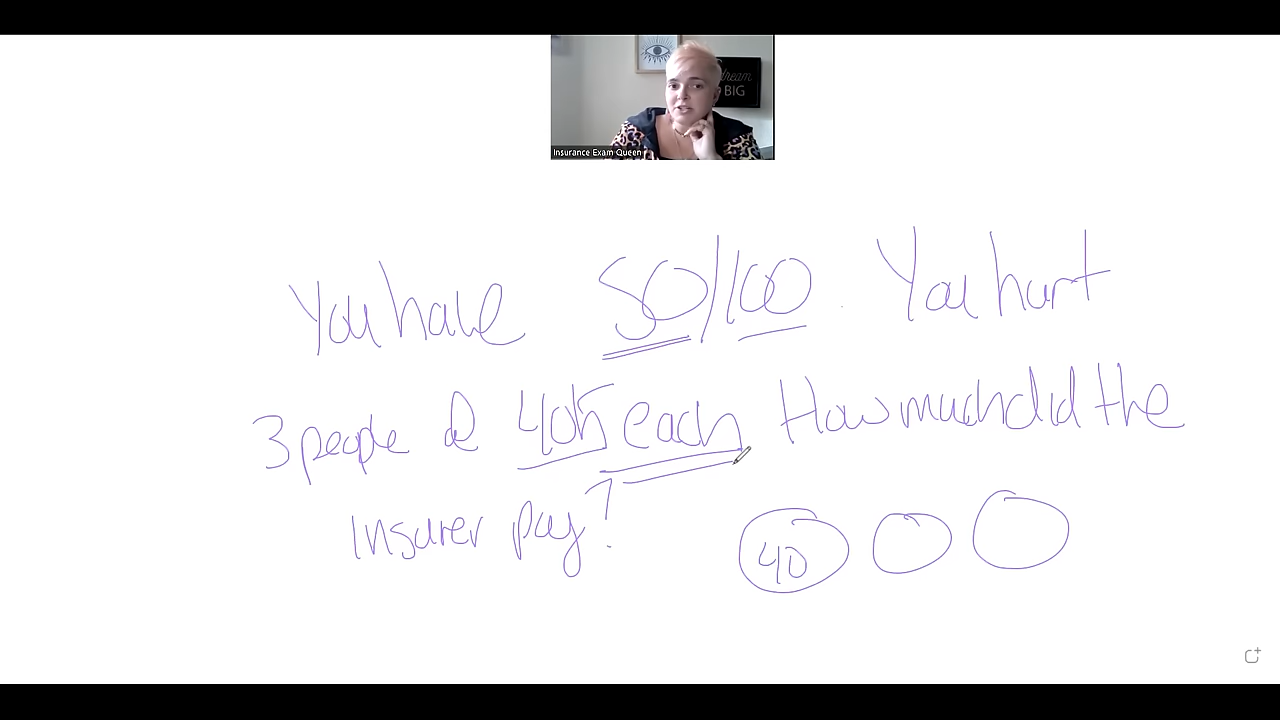 dream
BIG
Insurance Exam Queen
You have 50/100. You hurt
3 people @ 40k each How much did the
insurer pay?
40